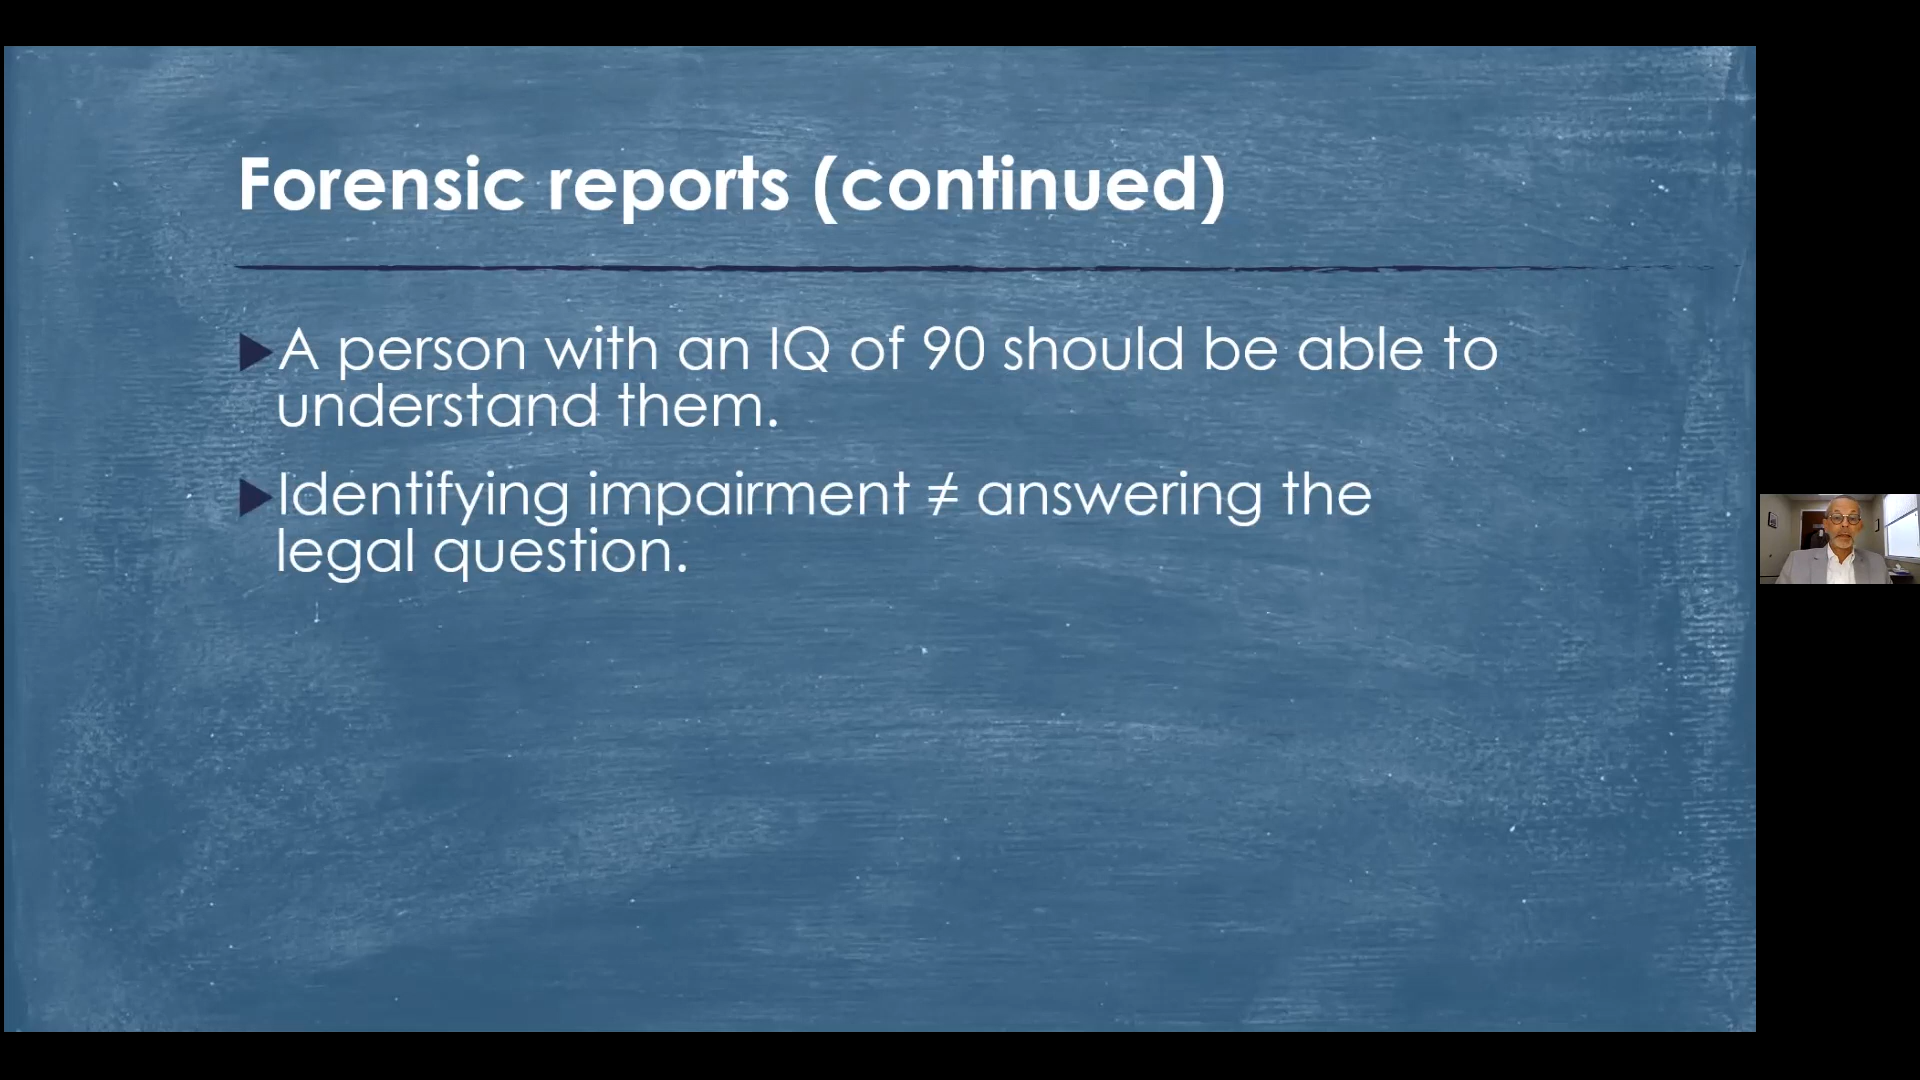 Forensic reports (continued)
A person with an IQ of 90 should be able to
understand them.
Identifying impairment ≠ answering the
legal question.